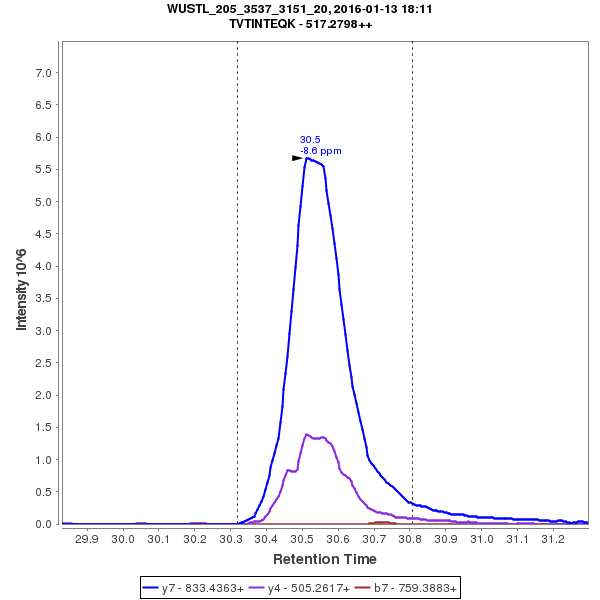 WUSTL_205_3537_3151_20, 2016-01-13 18:11
TVTINTEQK - 517.2798++
Intensity 10^6
7.0
6.5
6.0
5.5
5.0
4.5
4.0
3.5
3.0
2.5
2.0
1.5
1.0
0.5
0.0
30.5
-8.6 ppm
29.9 30.0 30.1 30.2 30.3 30.4 30.5 30.6 30.7 30.8 30.9 31.0 31.1 31.2
Retention Time
y7 - 833.4363+ y4 - 505.2617+ b7 - 759.3883+